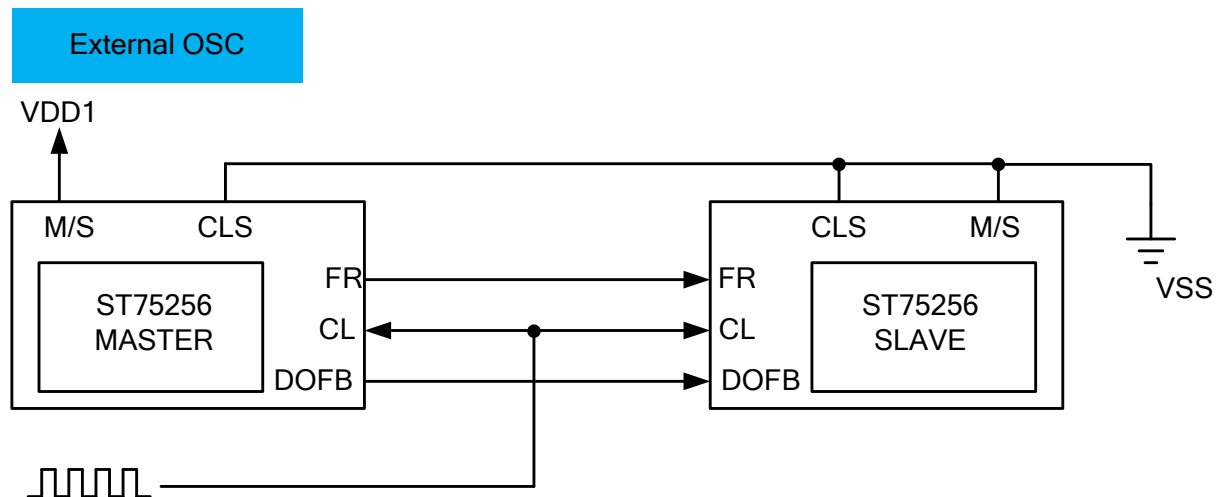 External OSC
VDD1
M/S CLS
CLS M/S
FR
FR
VSS
ST75256
MASTER
ST75256
SLAVE
CL
CL
DOFB
DOFB